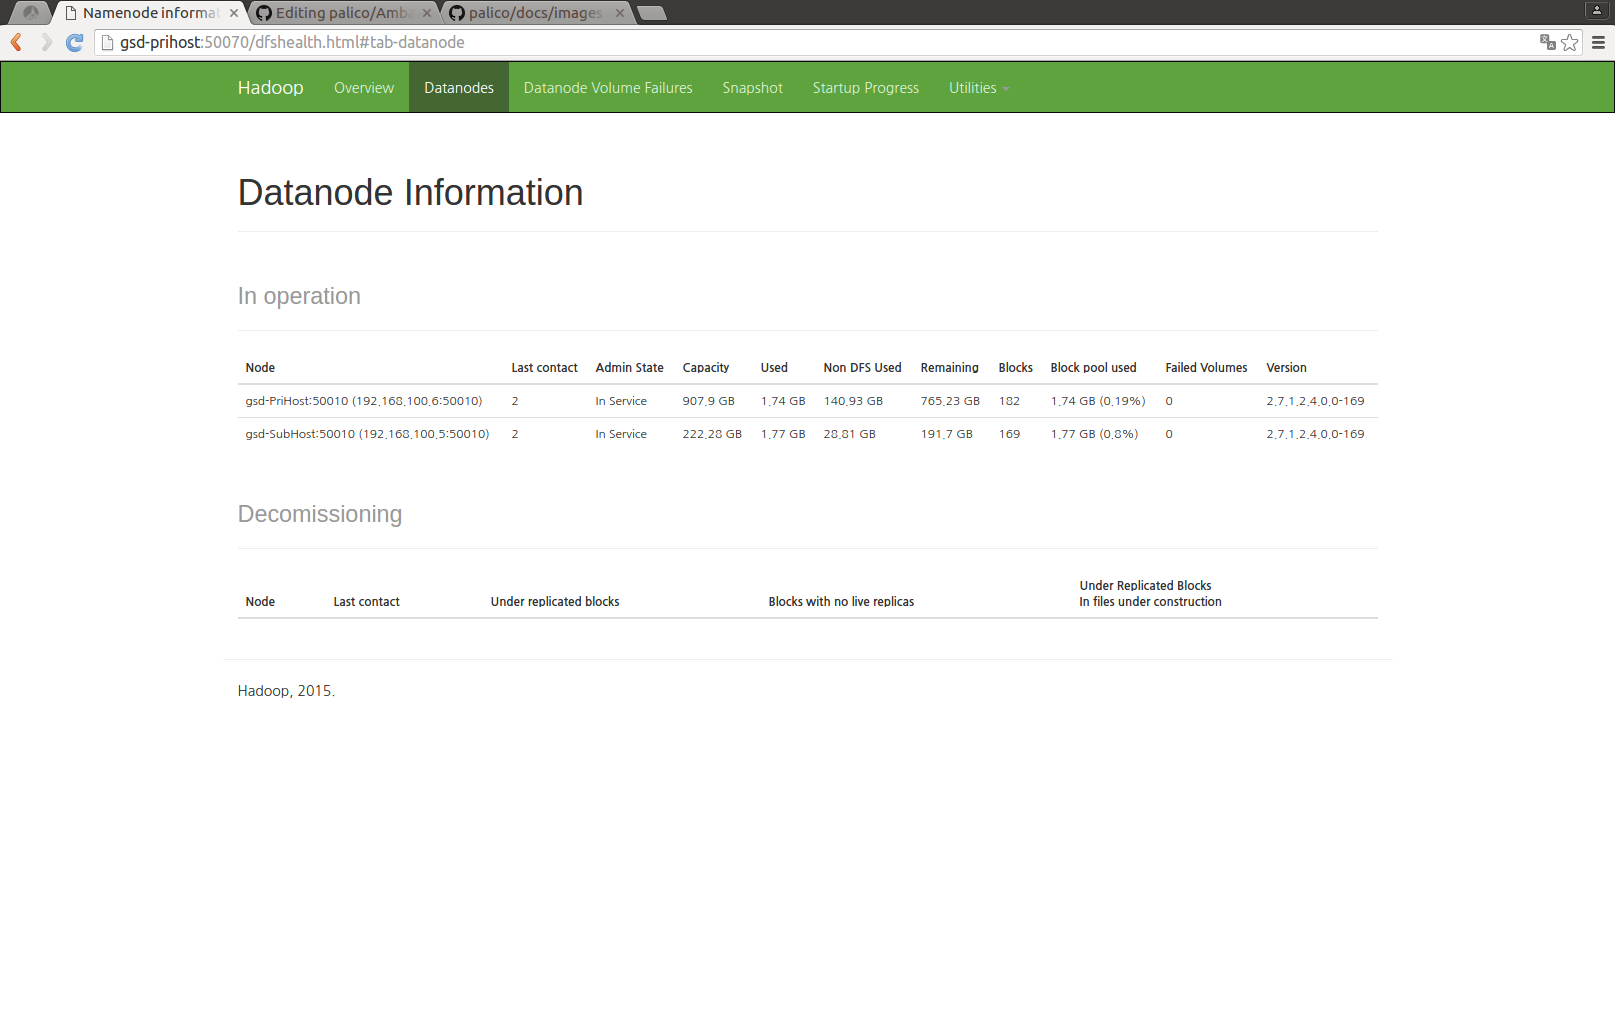 Namenode informat
Editing palico/Amba
palico/docs/images
gsd-prihost:50070/dfshealth.html#tab-datanode
Hadoop Overview Datanodes Datanode Volume Failures Snapshot Startup Progress Utilities
Datanode Information
In operation
Node Last contact Admin State Capacity Used Non DFS Used Remaining Blocks Block pool used Failed Volumes Version
gsd-PriHost:50010 (192.168.100.6:50010) 2 In Service 907.9 GB 1.74 GB 140.93 GB 765.23 GB 182 1.74 GB (0.19%) 0 2.7.1.2.4.0.0-169
gsd-SubHost:50010 (192.168.100.5:50010) 2 In Service 222.28 GB 1.77 GB 28.81 GB 191.7 GB 169 1.77 GB (0.8%) 0 2.7.1.2.4.0.0-169
Decomissioning
Node Last contact Under replicated blocks Blocks with no live replicas Under Replicated Blocks
In files under construction
Hadoop, 2015.